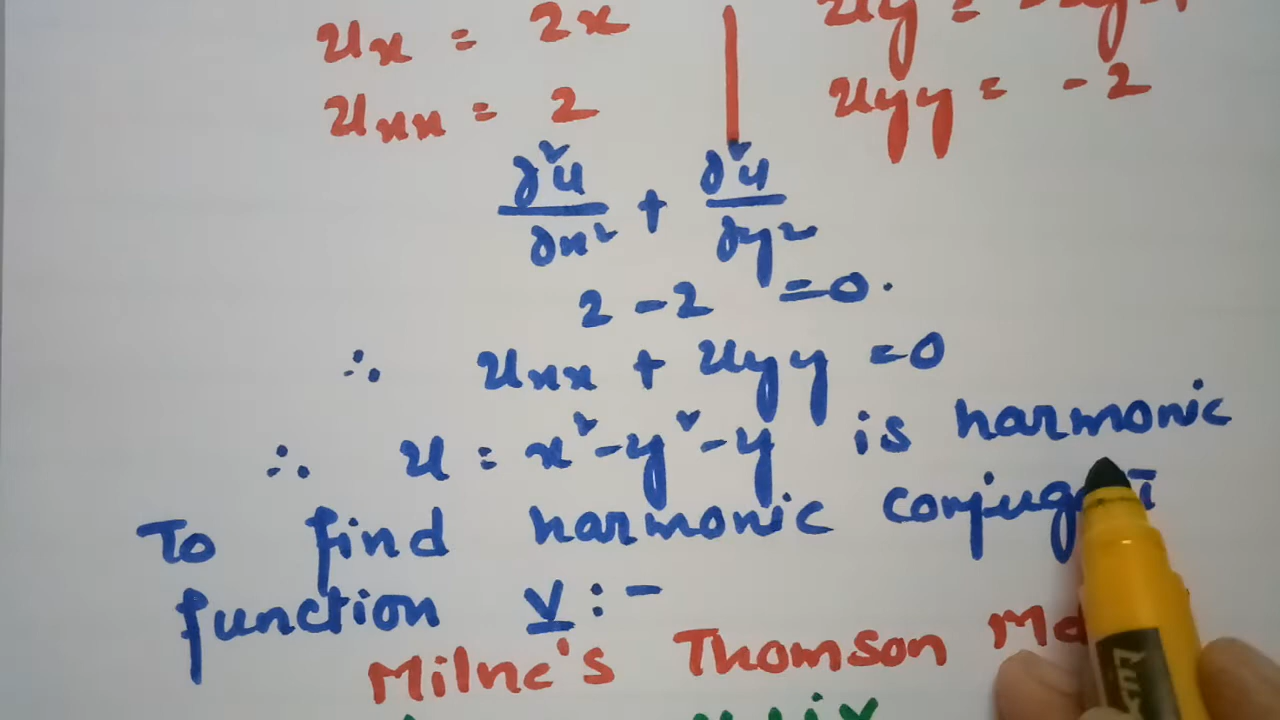 ux = 2x
uy =
uxx = 2
uyy = -2
∂²u/∂x² + ∂²u/∂y²
2 - 2 = 0.
∴ uxx + uyy = 0
∴ u = x² - y² - y is harmonic
To find harmonic
function v :-
Milne's Thomson